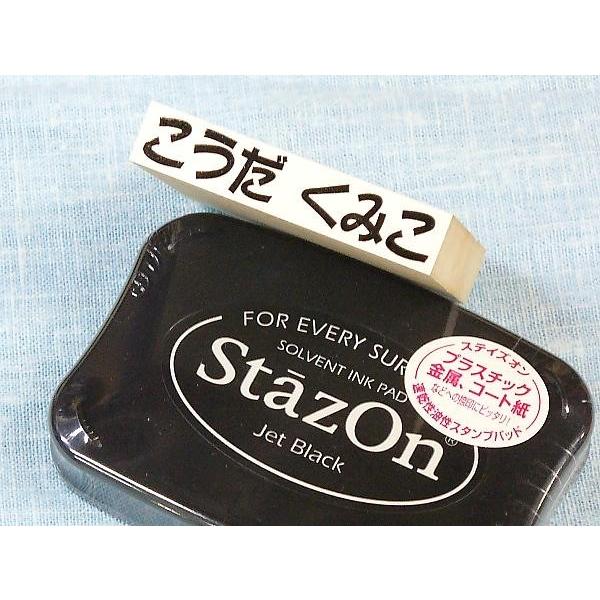 こうだ くみこ
FOR EVERY SUR
SOLVENT INK PAD
StāzOn®
Jet Black
ステイズオン
プラスチック
金属、コート紙
などへの捺印にピッタリ!
速乾性油性スタンプパッド